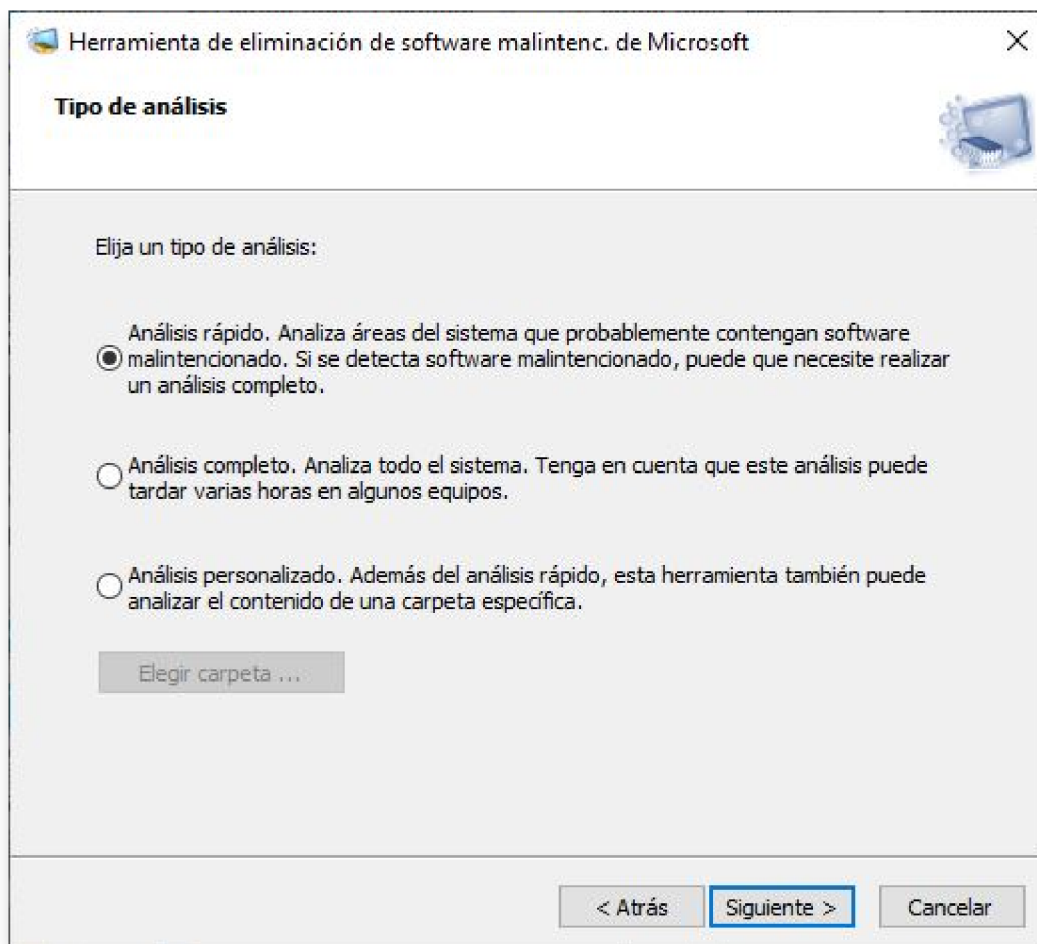 Herramienta de eliminación de software malintenc. de Microsoft
Tipo de análisis
Elija un tipo de análisis:
Análisis rápido. Analiza áreas del sistema que probablemente contengan software
malintencionado. Si se detecta software malintencionado, puede que necesite realizar
un análisis completo.
Análisis completo. Analiza todo el sistema. Tenga en cuenta que este análisis puede
tardar varias horas en algunos equipos.
Análisis personalizado. Además del análisis rápido, esta herramienta también puede
analizar el contenido de una carpeta específica.
Elegir carpeta ...
< Atrás Siguiente > Cancelar